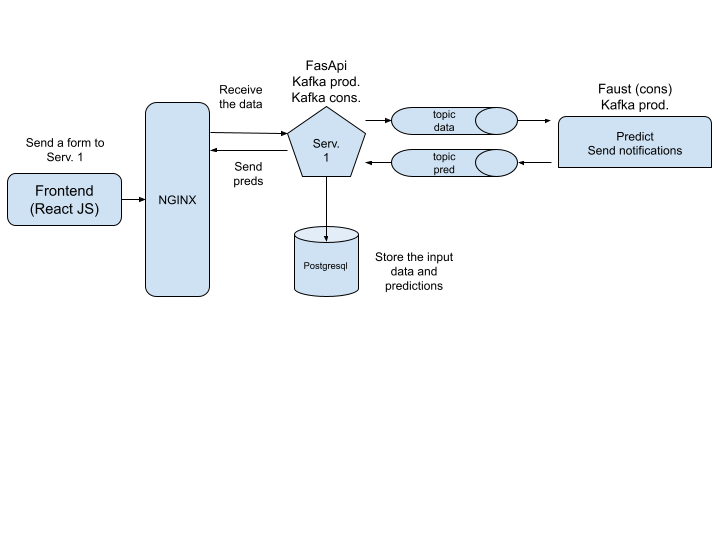 Send a form to
Serv. 1
Frontend
(React JS)
NGINX
Receive
the data
Send
preds
FasApi
Kafka prod.
Kafka cons.
Serv.
1
Postgresql
Store the input
data and
predictions
topic
data
topic
pred
Faust (cons)
Kafka prod.
Predict
Send notifications